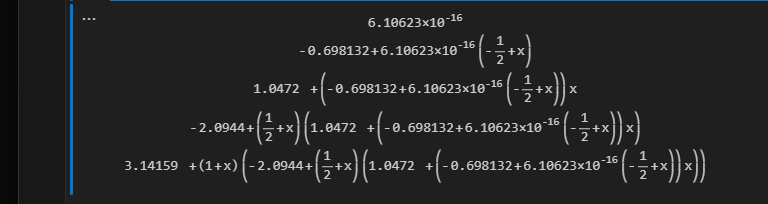 ...
6.10623×10⁻¹⁶
-0.698132+6.10623×10⁻¹⁶(-1/2+x)
1.0472 +(-0.698132+6.10623×10⁻¹⁶(-1/2+x))x
-2.0944+(1/2+x)(1.0472 +(-0.698132+6.10623×10⁻¹⁶(-1/2+x))x)
3.14159 +(1+x)(-2.0944+(1/2+x)(1.0472 +(-0.698132+6.10623×10⁻¹⁶(-1/2+x))x))